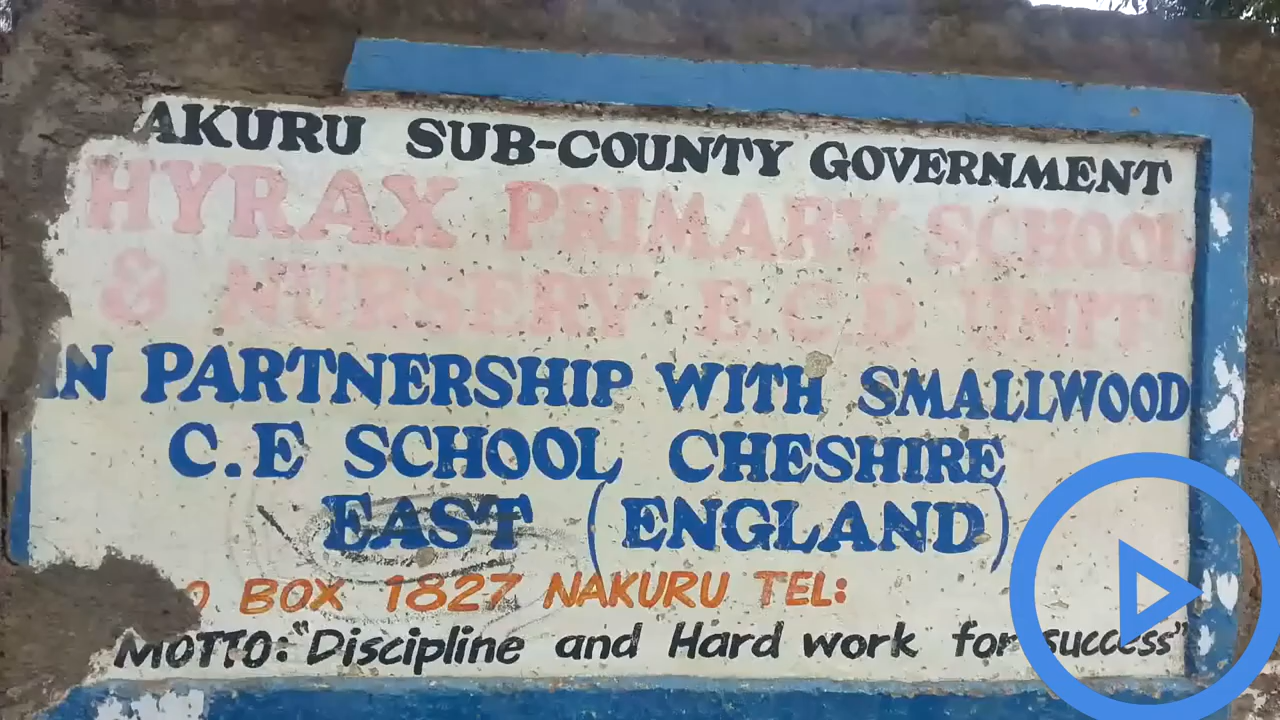 AKURU SUB-COUNTY GOVERNMENT
HYRAX PRIMARY SCHOOL
& NURSERY E.C.D UNIT
IN PARTNERSHIP WITH SMALLWOOD
C.E SCHOOL CHESHIRE
EAST (ENGLAND)
O BOX 1827 NAKURU TEL:
MOTTO: "Discipline and Hard work for success"